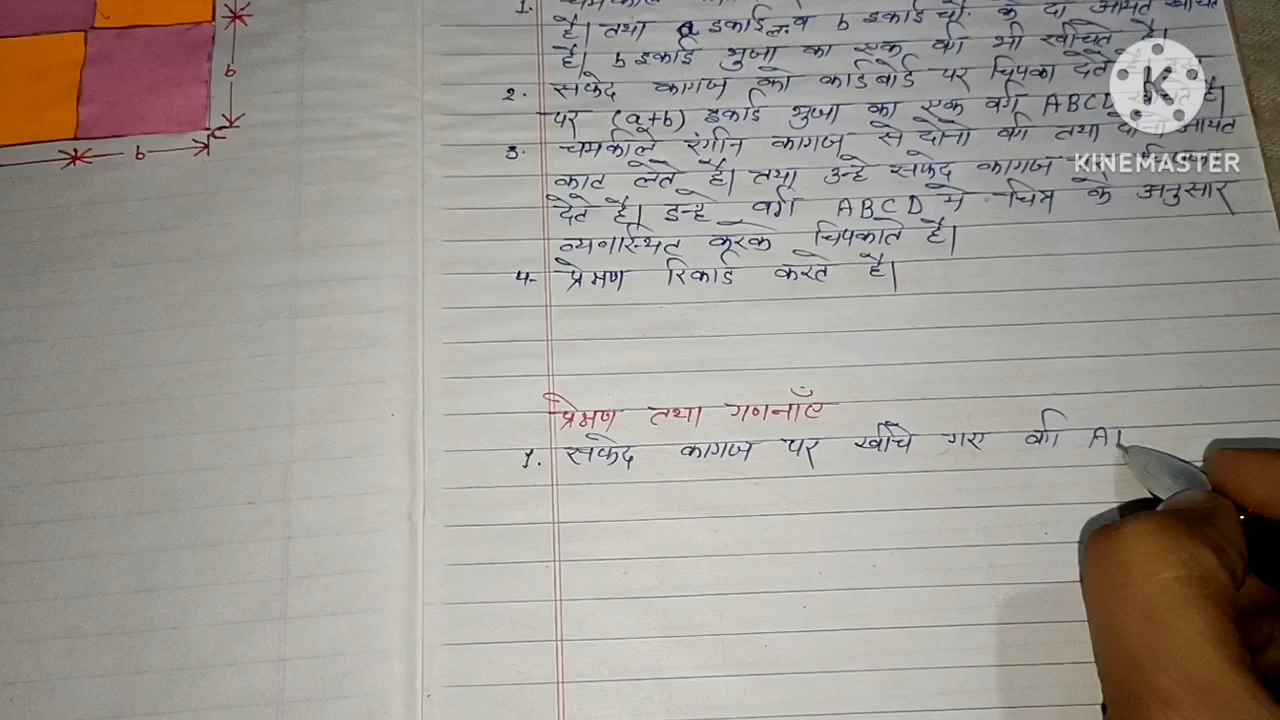 b
b
C
1.
है। तथा a इकाई ल. व b इकाई चौ. के दो आयत
है। b इकाई भुजा का एक वर्ग भी खींचते है।
2. सफेद कागज को कार्डबोर्ड पर चिपका देते
पर (a+b) इकाई भुजा का एक वर्ग ABCD है।
3. चमकीले रंगीन कागज से दोनो वर्ग तथा दोनो आयत
काट लेते है। तथा उन्हे सफेद कागज
देते है। इन्हे वर्ग ABCD मे चित्र के अनुसार
व्यवस्थित करके चिपकाते है।
4- प्रेक्षण रिकार्ड करते है।
प्रेक्षण तथा गणनाएँ
1. सफेद कागज पर खींचे गए वर्ग A
K
KINEMASTER